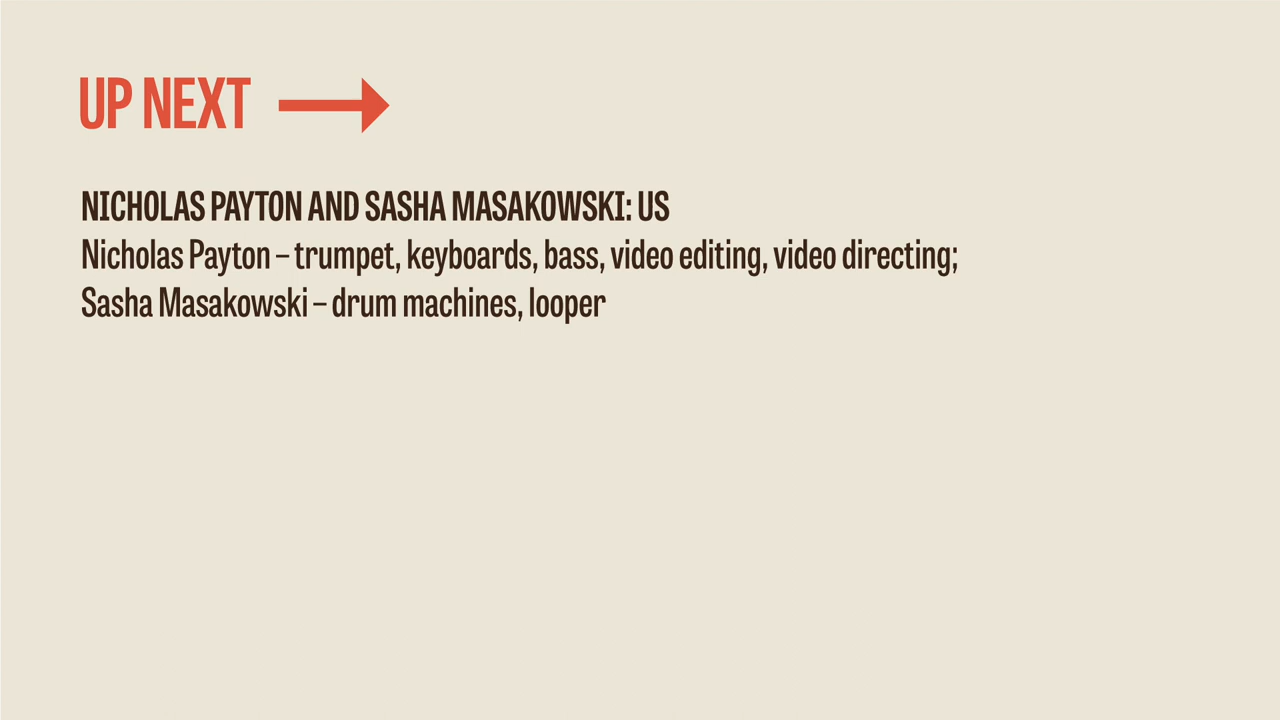 UP NEXT
NICHOLAS PAYTON AND SASHA MASAKOWSKI: US
Nicholas Payton – trumpet, keyboards, bass, video editing, video directing;
Sasha Masakowski – drum machines, looper